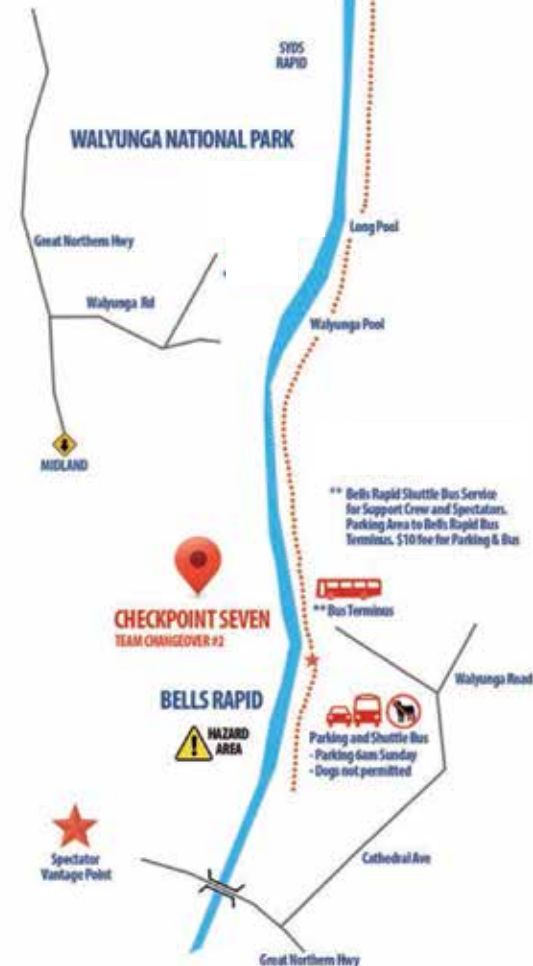 SYDS
RAPID
WALYUNGA NATIONAL PARK
Long Pool
Great Northern Hwy
Walyunga Rd
Walyunga Pool
MIDLAND
** Bells Rapid Shuttle Bus Service
for Support Crew and Spectators.
Parking Area to Bells Rapid Bus
Terminus. $10 fee for Parking & Bus
CHECKPOINT SEVEN
TEAM CHANGEOVER #2
**Bus Terminus
Walyunga Road
BELLS RAPID
HAZARD
AREA
Parking and Shuttle Bus
- Parking 6am Sunday
- Dogs not permitted
Spectator
Vantage Point
Cathedral Ave
Great Northern Hwy